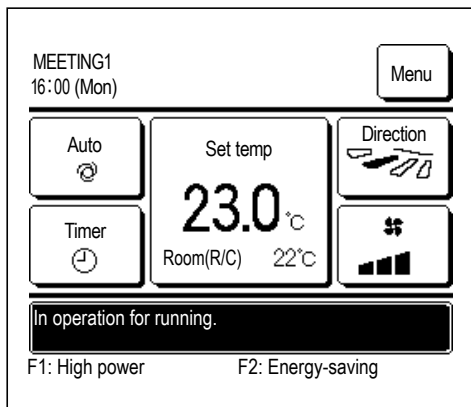 MEETING1
16:00 (Mon)
Menu
Auto
Set temp
Direction
23.0 °C
Timer
Room(R/C) 22°C
In operation for running.
F1: High power F2: Energy-saving